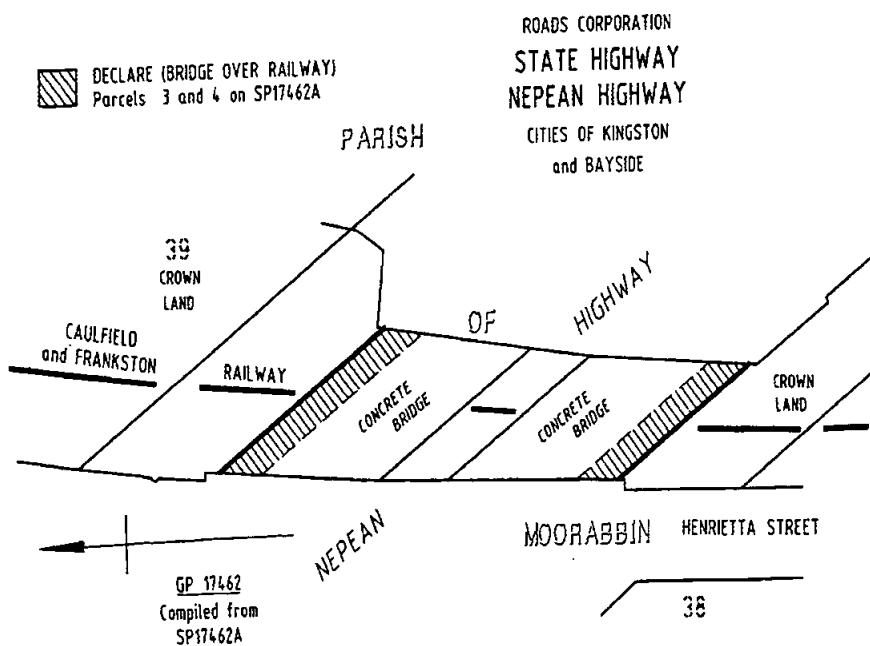 ROADS CORPORATION
STATE HIGHWAY
NEPEAN HIGHWAY
CITIES OF KINGSTON
and BAYSIDE
DECLARE (BRIDGE OVER RAILWAY)
Parcels 3 and 4 on SP17462A
PARISH
39
CROWN
LAND
HIGHWAY
OF
CAULFIELD
and FRANKSTON
RAILWAY
CONCRETE
BRIDGE
CONCRETE
BRIDGE
CROWN
LAND
NEPEAN
MOORABBIN
HENRIETTA STREET
GP 17462
Compiled from
SP17462A
38